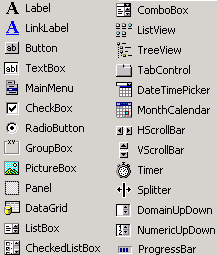 Label
LinkLabel
Button
TextBox
MainMenu
CheckBox
RadioButton
GroupBox
PictureBox
Panel
DataGrid
ListBox
CheckedListBox
ComboBox
ListView
TreeView
TabControl
DateTimePicker
MonthCalendar
HScrollBar
VScrollBar
Timer
Splitter
DomainUpDown
NumericUpDown
ProgressBar